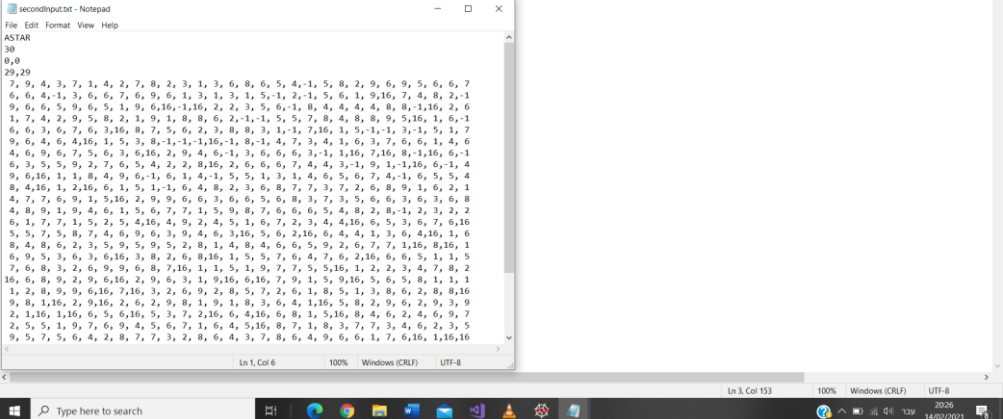 secondInput.txt - Notepad
File Edit Format View Help
ASTAR
30
0,0
29,29
7, 9, 4, 3, 7, 1, 4, 2, 7, 8, 2, 3, 1, 3, 6, 8, 6, 5, 4,-1, 5, 8, 2, 9, 6, 9, 5, 6, 6, 7
6, 6, 4,-1, 3, 6, 6, 7, 6, 9, 6, 1, 3, 1, 3, 1, 5,-1, 2,-1, 5, 6, 1, 9,16, 7, 4, 8, 2,-1
9, 6, 6, 5, 9, 6, 5, 1, 9, 6,16,-1,16, 2, 2, 3, 5, 6,-1, 8, 4, 4, 4, 4, 8, 8,-1,16, 2, 6
1, 7, 4, 2, 9, 5, 8, 2, 1, 9, 1, 8, 8, 6, 2,-1,-1, 5, 5, 7, 8, 4, 8, 8, 9, 5,16, 1, 6,-1
6, 6, 3, 6, 7, 6, 3,16, 8, 7, 5, 6, 2, 3, 8, 8, 3, 1,-1, 7,16, 1, 5,-1,-1, 3,-1, 5, 1, 7
9, 6, 4, 6, 4,16, 1, 5, 3, 8,-1,-1,-1,16,-1, 8,-1, 4, 7, 3, 4, 1, 6, 3, 7, 6, 6, 1, 4, 6
4, 6, 9, 6, 7, 5, 6, 3, 6,16, 2, 9, 4, 6,-1, 3, 6, 6, 6, 3,-1, 1,16, 7,16, 8,-1,16, 6,-1
6, 3, 5, 5, 9, 2, 7, 6, 5, 4, 2, 2, 8,16, 2, 6, 6, 6, 7, 4, 4, 3,-1, 9, 1,-1,16, 6,-1, 4
9, 6,16, 1, 1, 8, 4, 9, 6,-1, 6, 1, 4,-1, 5, 5, 1, 3, 1, 4, 6, 5, 6, 7, 4,-1, 6, 5, 5, 4
8, 4,16, 1, 2,16, 6, 1, 5, 1,-1, 6, 4, 8, 2, 3, 6, 8, 7, 7, 3, 7, 2, 6, 8, 9, 1, 6, 2, 1
4, 7, 7, 6, 9, 1, 5,16, 2, 9, 9, 6, 6, 3, 6, 6, 5, 6, 8, 3, 7, 3, 5, 6, 6, 3, 6, 3, 6, 8
4, 8, 9, 1, 9, 4, 6, 1, 5, 6, 7, 7, 1, 5, 9, 8, 7, 6, 6, 6, 5, 4, 8, 2, 8,-1, 2, 3, 2, 2
6, 1, 7, 7, 1, 5, 2, 5, 4,16, 4, 9, 2, 4, 5, 1, 6, 7, 2, 3, 4, 4,16, 6, 5, 3, 6, 7, 6,16
5, 5, 7, 5, 8, 7, 4, 6, 9, 6, 3, 9, 4, 6, 3,16, 5, 6, 2,16, 6, 4, 4, 1, 3, 6, 4,16, 1, 6
8, 4, 8, 6, 2, 3, 5, 9, 5, 9, 5, 2, 8, 1, 4, 8, 4, 6, 6, 5, 9, 2, 6, 7, 7, 1,16, 8,16, 1
6, 9, 5, 3, 6, 3, 6,16, 3, 8, 2, 6, 8,16, 1, 5, 5, 7, 6, 4, 7, 6, 2,16, 6, 6, 5, 1, 1, 5
7, 6, 8, 3, 2, 6, 9, 9, 6, 8, 7,16, 1, 1, 5, 1, 9, 7, 7, 5, 5,16, 1, 2, 2, 3, 4, 7, 8, 2
16, 6, 8, 9, 2, 9, 6,16, 2, 9, 6, 3, 1, 9,16, 6,16, 7, 9, 1, 5, 9,16, 5, 6, 5, 8, 1, 1, 1
1, 2, 8, 9, 9, 6,16, 7,16, 3, 2, 6, 9, 2, 8, 5, 7, 2, 6, 1, 8, 5, 1, 3, 8, 6, 2, 8, 8,16
9, 8, 1,16, 2, 9,16, 2, 6, 2, 9, 8, 1, 9, 1, 8, 3, 6, 4, 1,16, 5, 8, 2, 9, 6, 2, 9, 3, 9
2, 1,16, 1,16, 6, 5, 6,16, 5, 3, 7, 2,16, 6, 4,16, 6, 8, 1, 5,16, 8, 4, 6, 2, 4, 6, 9, 7
2, 5, 5, 1, 9, 7, 6, 9, 4, 5, 6, 7, 1, 6, 4, 5,16, 8, 7, 1, 8, 3, 7, 7, 3, 4, 6, 2, 3, 5
9, 5, 7, 5, 6, 4, 2, 8, 7, 7, 3, 2, 8, 6, 4, 3, 7, 8, 6, 4, 9, 6, 6, 1, 7, 6,16, 1,16,16
Ln 1, Col 6 100% Windows (CRLF) UTF-8
Ln 3, Col 153 100% Windows (CRLF) UTF-8
Type here to search
עבר 20:26
14/02/2021